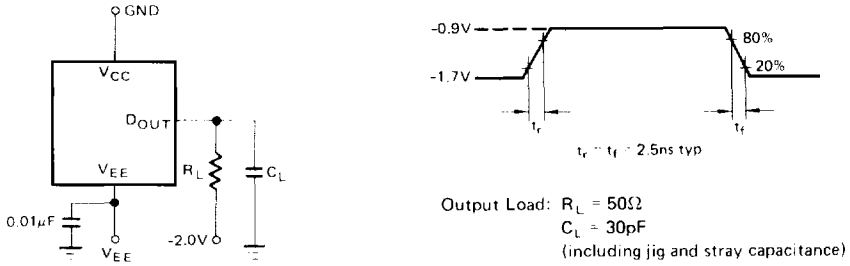 GND
VCC
DOUT
VEE
RL
CL
0.01μF
-2.0V
VEE
-0.9V
80%
-1.7V
20%
tr
tf
tr = tf = 2.5ns typ
Output Load: RL = 50Ω
CL = 30pF
(including jig and stray capacitance)